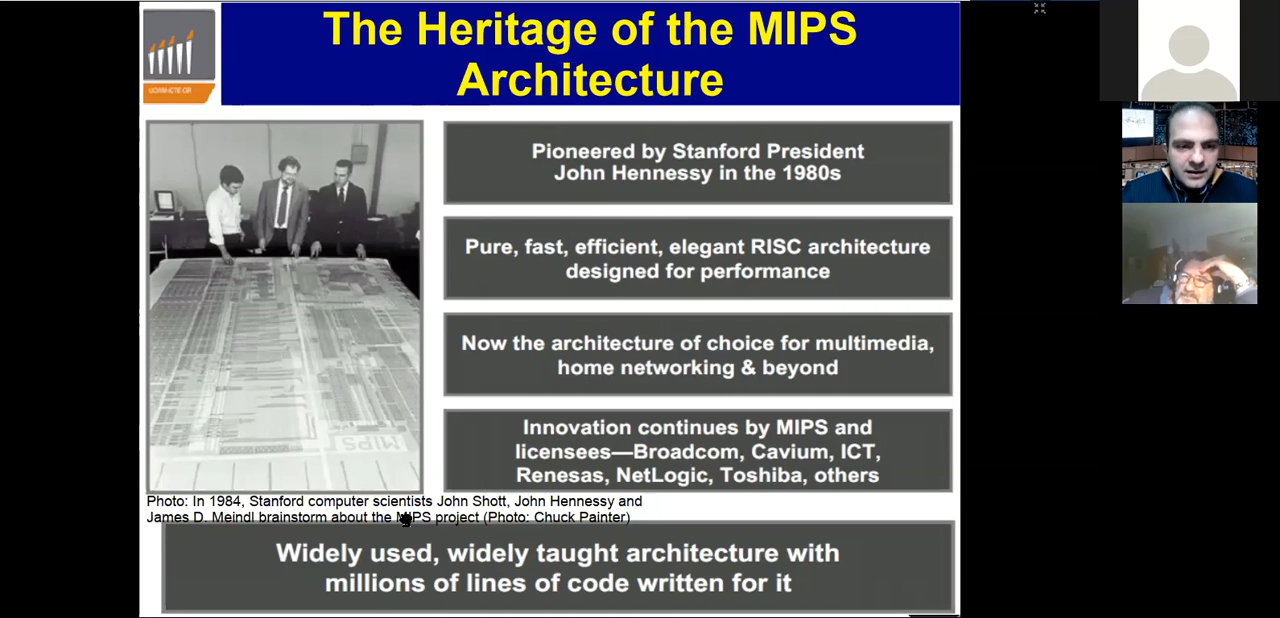 The Heritage of the MIPS
Architecture
Pioneered by Stanford President
John Hennessy in the 1980s
Pure, fast, efficient, elegant RISC architecture
designed for performance
Now the architecture of choice for multimedia,
home networking & beyond
Innovation continues by MIPS and
licensees—Broadcom, Cavium, ICT,
Renesas, NetLogic, Toshiba, others
MIPS
Photo: In 1984, Stanford computer scientists John Shott, John Hennessy and
James D. Meindl brainstorm about the MIPS project (Photo: Chuck Painter)
Widely used, widely taught architecture with
millions of lines of code written for it